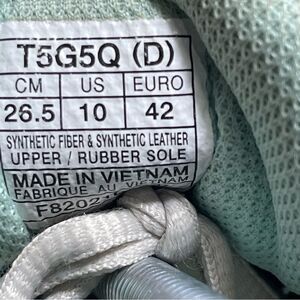 T5G5Q (D)
CM US EURO
26.5 10 42
SYNTHETIC FIBER & SYNTHETIC LEATHER
UPPER / RUBBER SOLE
MADE IN VIETNAM
FABRIQUE AU VIETNAM